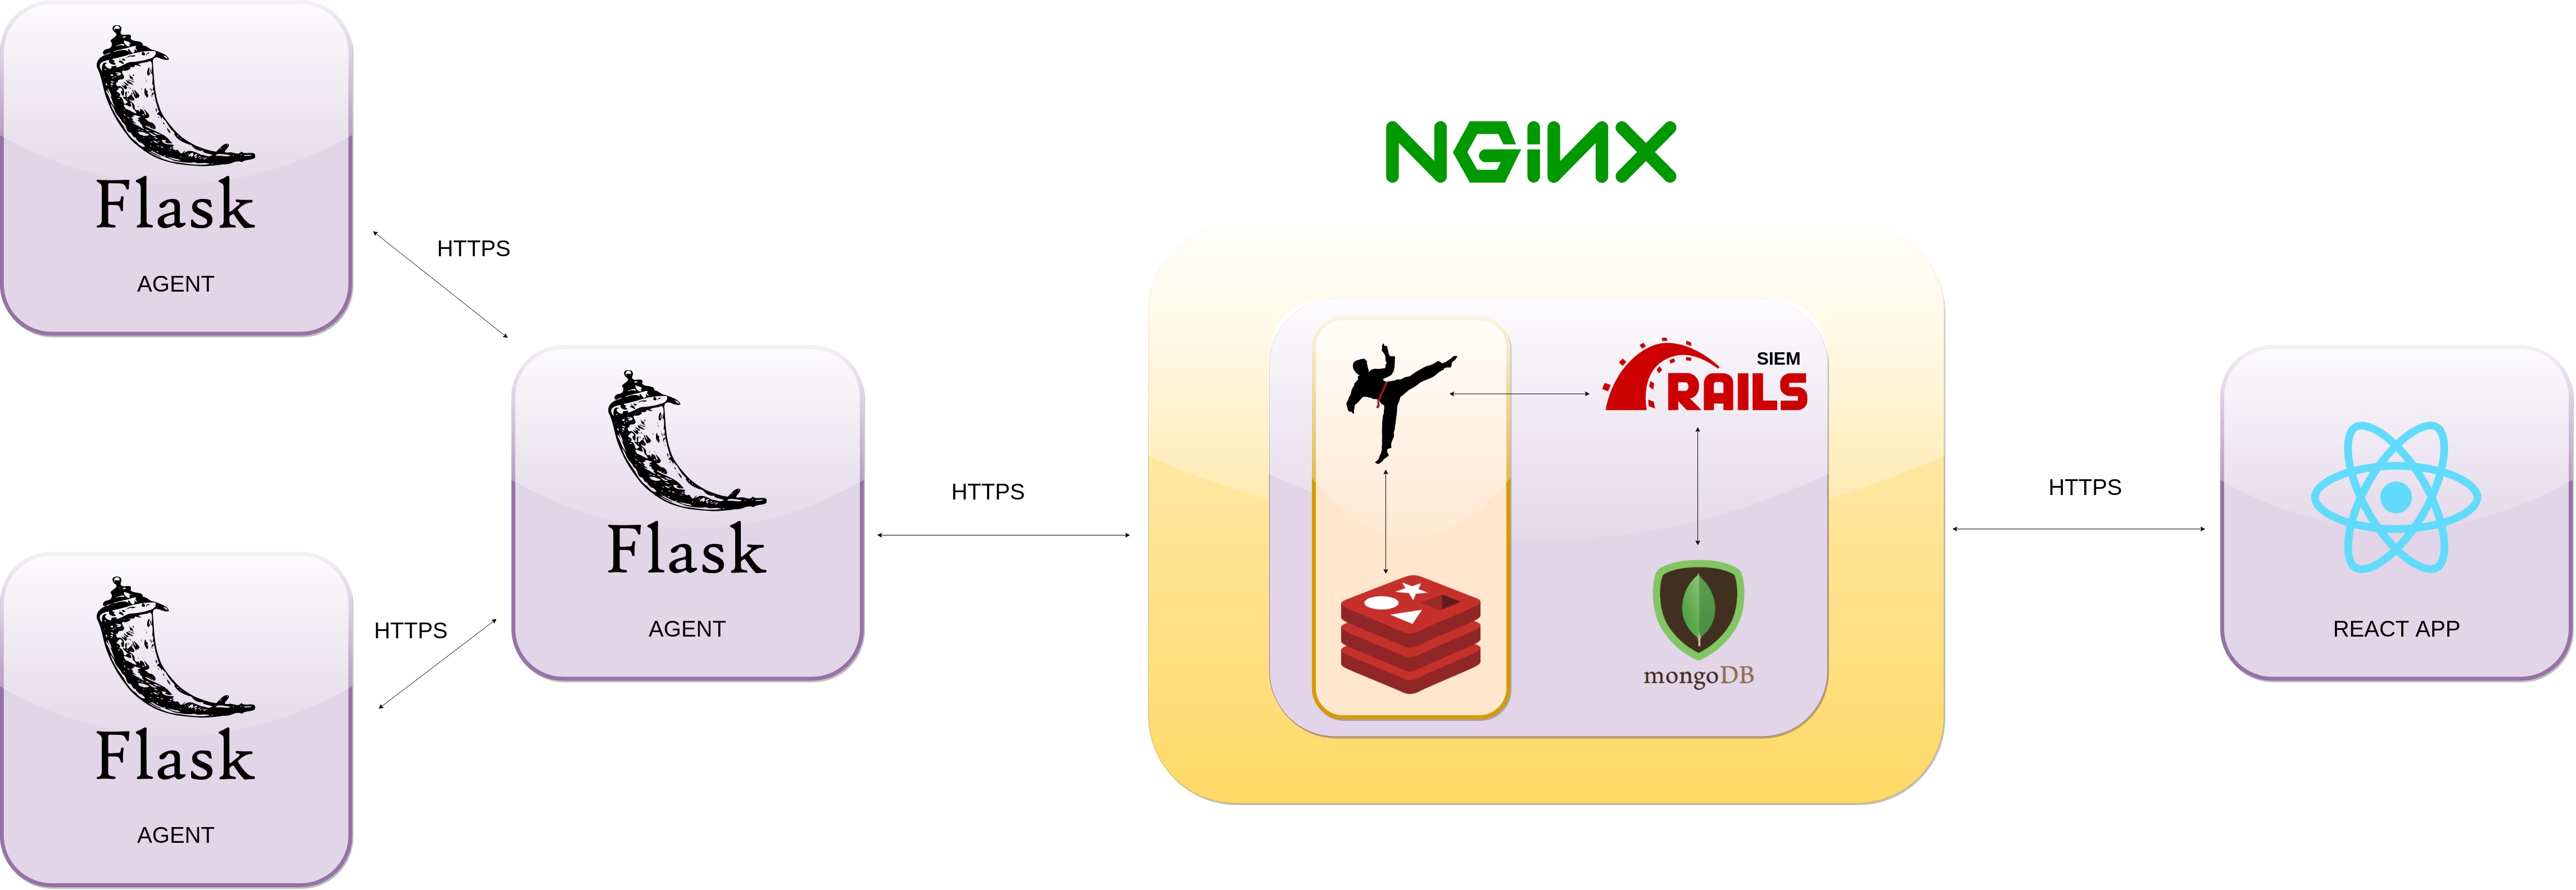 Flask
AGENT
HTTPS
Flask
AGENT
HTTPS
Flask
AGENT
HTTPS
NGiNX
SIEM
RAILS
mongoDB
HTTPS
REACT APP